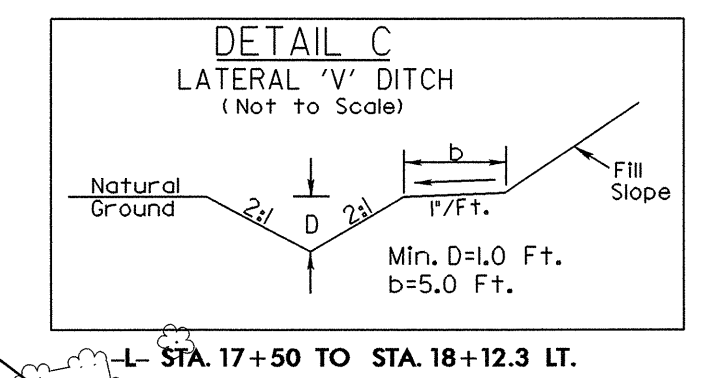 DETAIL C
LATERAL 'V' DITCH
(Not to Scale)
b
Natural
Ground
2:1
D
2:1
1"/Ft.
Fill
Slope
Min. D=1.0 Ft.
b=5.0 Ft.
-L- STA. 17+50 TO STA. 18+12.3 LT.